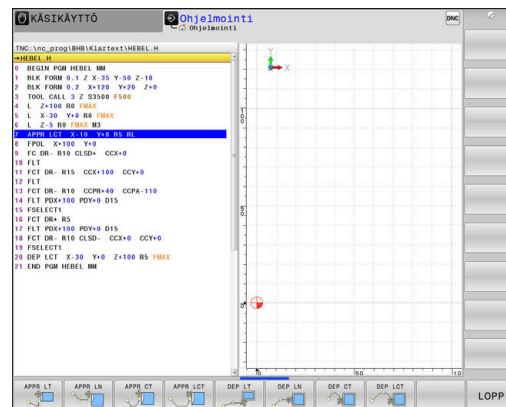 KÄSIKÄYTTÖ
Ohjelmointi
Ohjelmointi
DNC
TNC:\nc_prog\BHB\Klartext\HEBEL.H
→HEBEL.H
0 BEGIN PGM HEBEL MM
1 BLK FORM 0.1 Z X-35 Y-50 Z-10
2 BLK FORM 0.2 X+120 Y+20 Z+0
3 TOOL CALL 3 Z S3500 F500
4 L Z+100 R0 FMAX
5 L X-30 Y+0 R0 FMAX
6 L Z-5 R0 FMAX M3
7 APPR LCT X-10 Y+0 R5 RL
8 FPOL X+100 Y+0
9 FC DR- R10 CLSD+ CCX+0
10 FLT
11 FCT DR- R15 CCX+100 CCY+0
12 FLT
13 FCT DR- R10 CCPR+40 CCPA-110
14 FLT PDX+100 PDY+0 D15
15 FSELECT1
16 FCT DR+ R5
17 FLT PDX+100 PDY+0 D15
18 FCT DR- R10 CLSD- CCX+0 CCY+0
19 FSELECT1
20 DEP LCT X-30 Y+0 Z+100 R5 FMAX
21 END PGM HEBEL MM
Y
X
100
50
0
0
50
10
APPR LT
APPR LN
APPR CT
APPR LCT
DEP LT
DEP LN
DEP CT
DEP LCT
LOPP